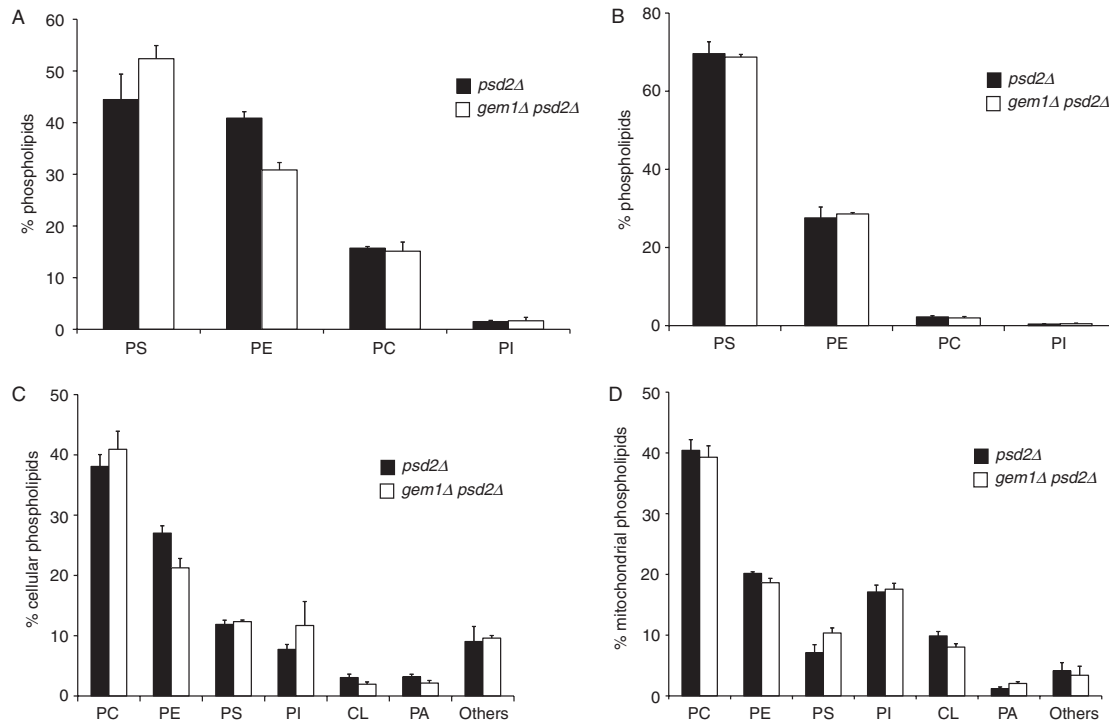 A
% phospholipids
60
50
40
30
20
10
0
psd2Δ
gem1Δ psd2Δ
PS PE PC PI
B
% phospholipids
80
60
40
20
0
psd2Δ
gem1Δ psd2Δ
PS PE PC PI
C
% cellular phospholipids
50
40
30
20
10
0
psd2Δ
gem1Δ psd2Δ
PC PE PS PI CL PA Others
D
% mitochondrial phospholipids
50
40
30
20
10
0
psd2Δ
gem1Δ psd2Δ
PC PE PS PI CL PA Others